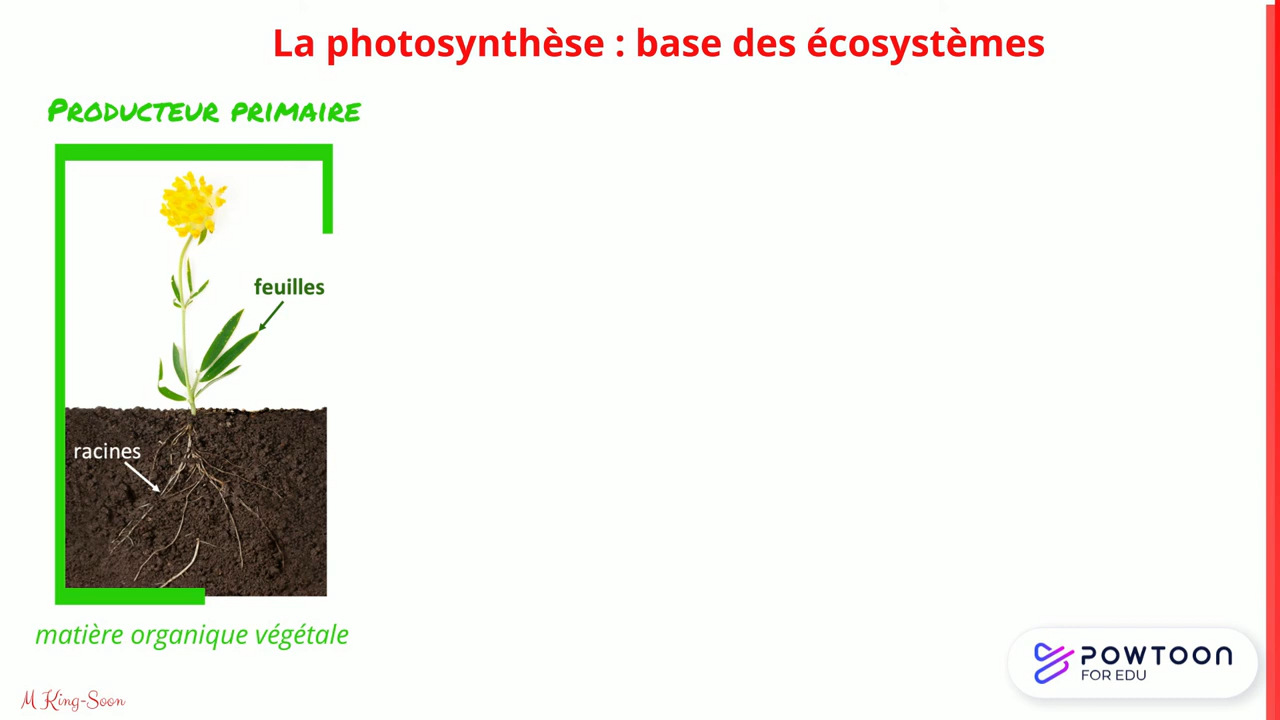 La photosynthèse : base des écosystèmes
Producteur primaire
feuilles
racines
matière organique végétale
M King-Soon
POWTOON
FOR EDU